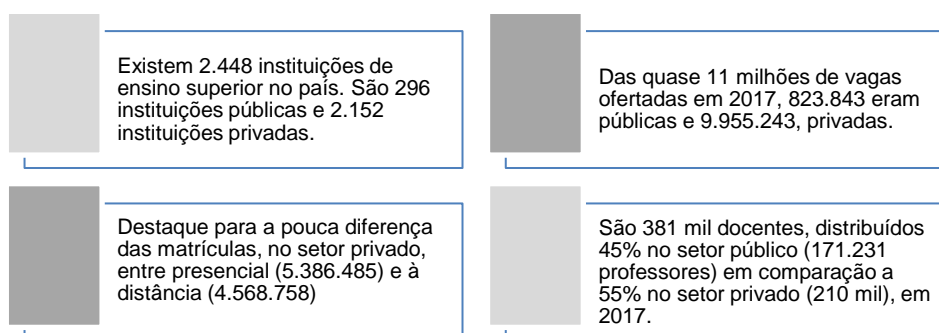 Existem 2.448 instituições de
ensino superior no país. São 296
instituições públicas e 2.152
instituições privadas.
Das quase 11 milhões de vagas
ofertadas em 2017, 823.843 eram
públicas e 9.955.243, privadas.
Destaque para a pouca diferença
das matrículas, no setor privado,
entre presencial (5.386.485) e à
distância (4.568.758)
São 381 mil docentes, distribuídos
45% no setor público (171.231
professores) em comparação a
55% no setor privado (210 mil), em
2017.